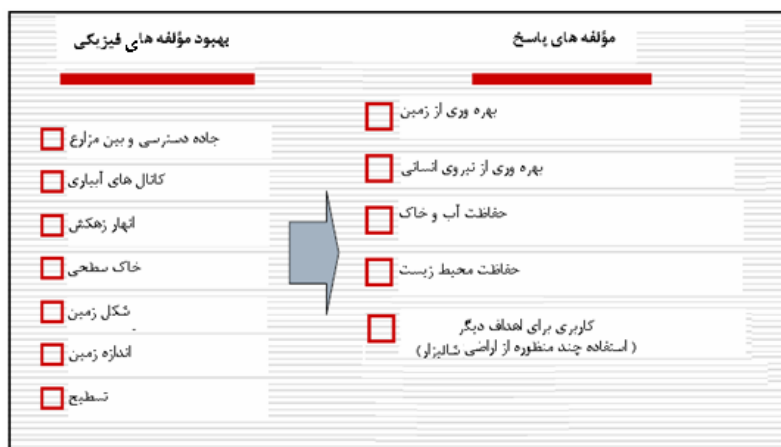 بهبود مؤلفه های فیزیکی
جاده دسترسی و بین مزارع
کانال های آبیاری
انهار زهکش
خاک سطحی
شکل زمین
اندازه زمین
تسطیح
مؤلفه های پاسخ
بهره وری از زمین
بهره وری از نیروی انسانی
حفاظت آب و خاک
حفاظت محیط زیست
کاربری برای اهداف دیگر
( استفاده چند منظوره از اراضی شالیزار)